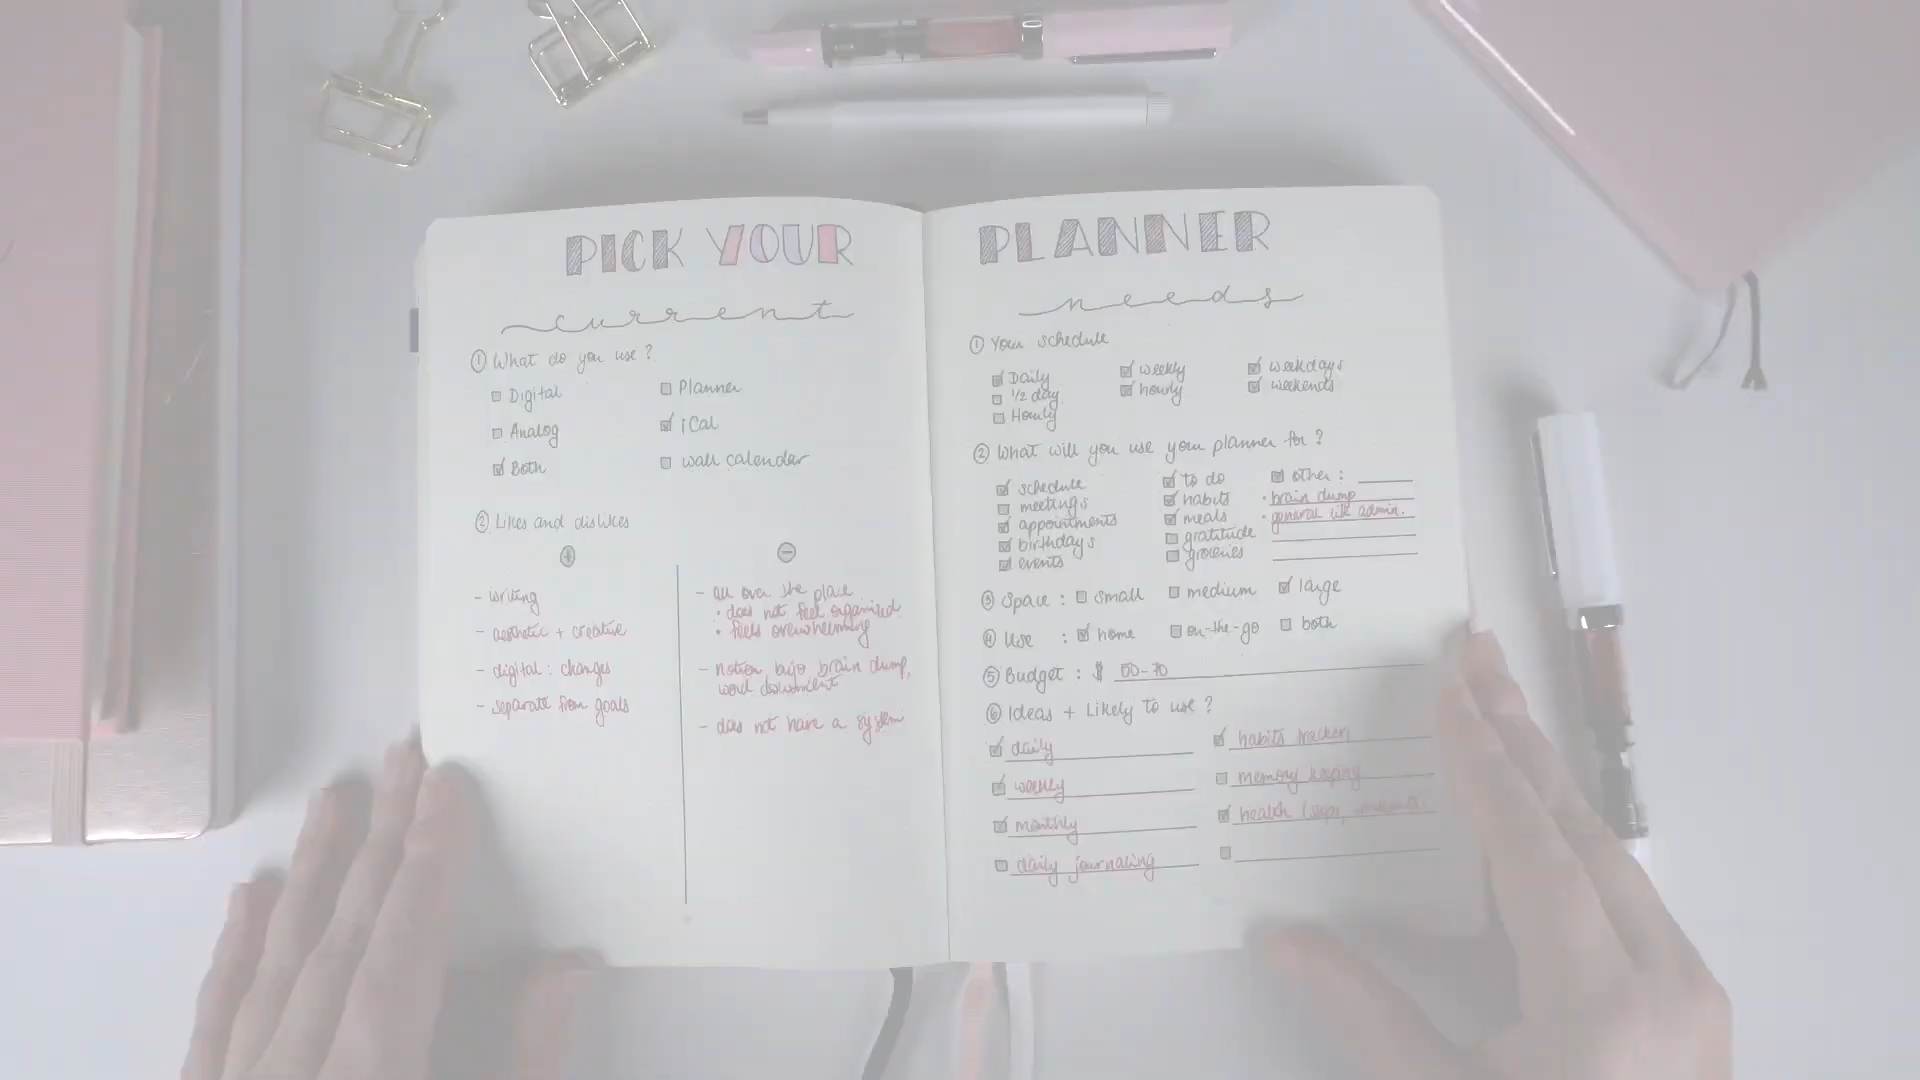 PICK YOUR
current
① What do you use?
Digital
Planner
Analog
iCal
Both
wall calender
② Likes and dislikes
+
−
- writing
- aesthetic + creative
- digital: changes
- separate from goals
- all over the place
• does not feel organised
• feels overwhelming
- notion bujo brain dump,
word document
- does not have a system
PLANNER
needs
① Your schedule
Daily
weekly
weekdays
1/2 day
hourly
weekends
Hourly
② What will you use your planner for?
schedule
to do
other:
meetings
habits
• brain dump
appointments
meals
• general admin.
birthdays
gratitude
events
groceries
③ Space: small medium large
④ Use : home on-the-go both
⑤ Budget: $ 50-70
⑥ Ideas + Likely to use?
daily
habits tracker
weekly
memory keeping
monthly
health
daily journaling